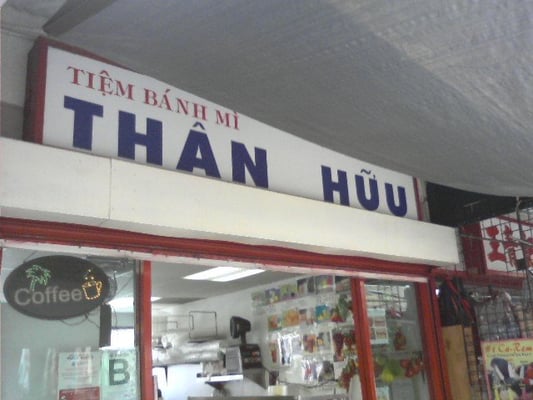 TIỆM BÁNH MÌ
THÂN HỮU
Coffee
B